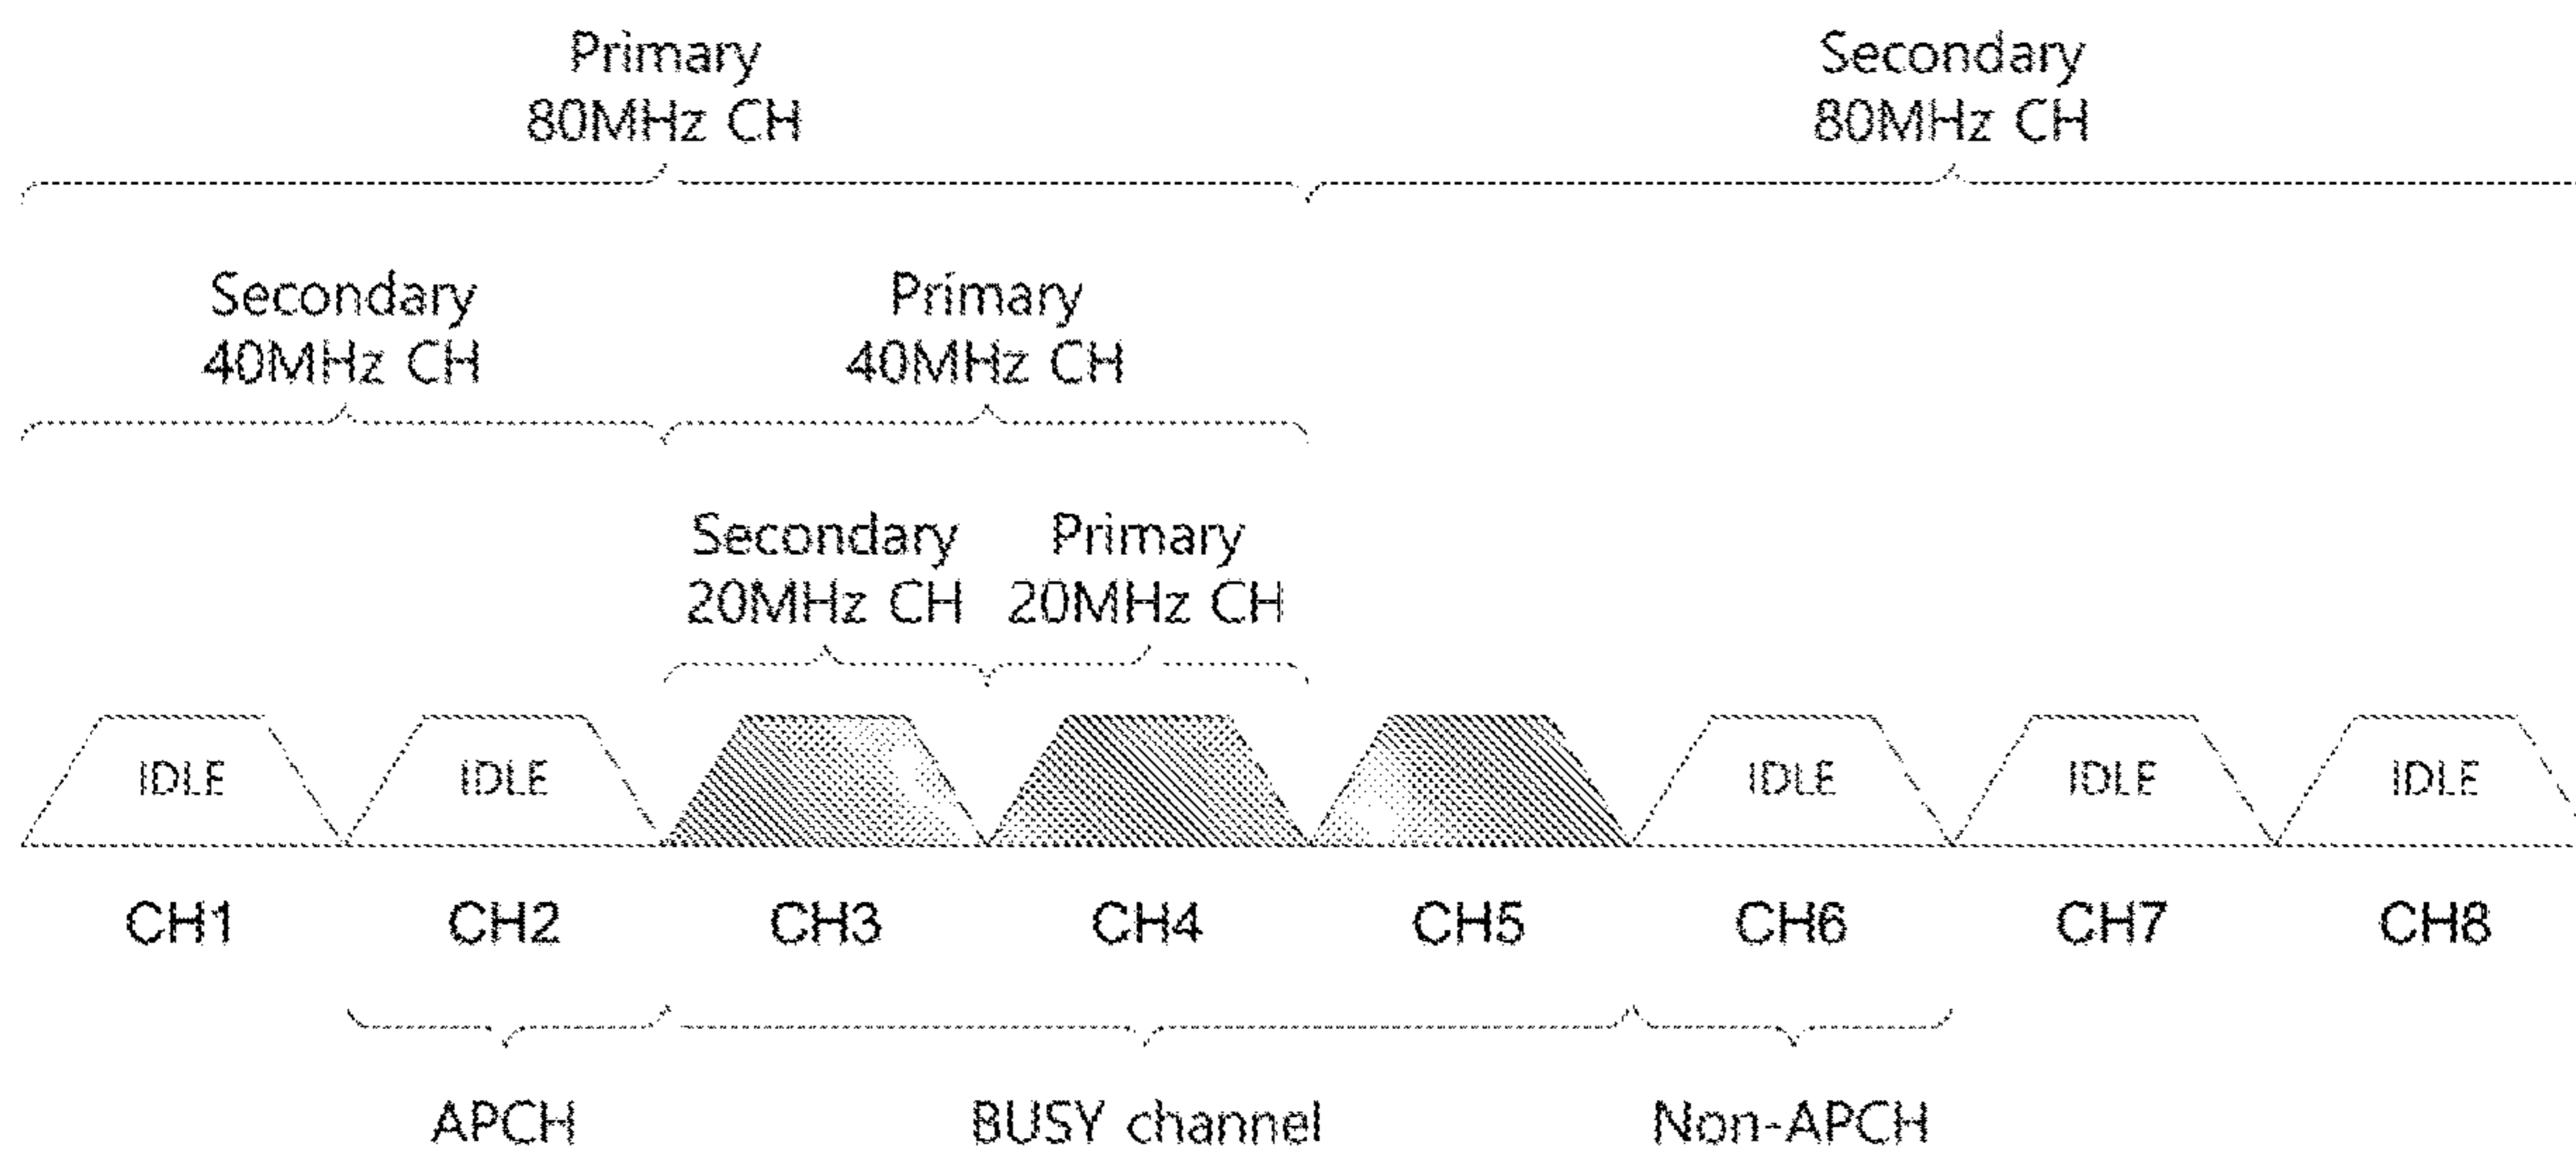 Primary
80MHz CH
Secondary
80MHz CH
Secondary
40MHz CH
Primary
40MHz CH
Secondary
20MHz CH
Primary
20MHz CH
IDLE
IDLE
IDLE
IDLE
IDLE
CH1
CH2
CH3
CH4
CH5
CH6
CH7
CH8
APCH
BUSY channel
Non-APCH